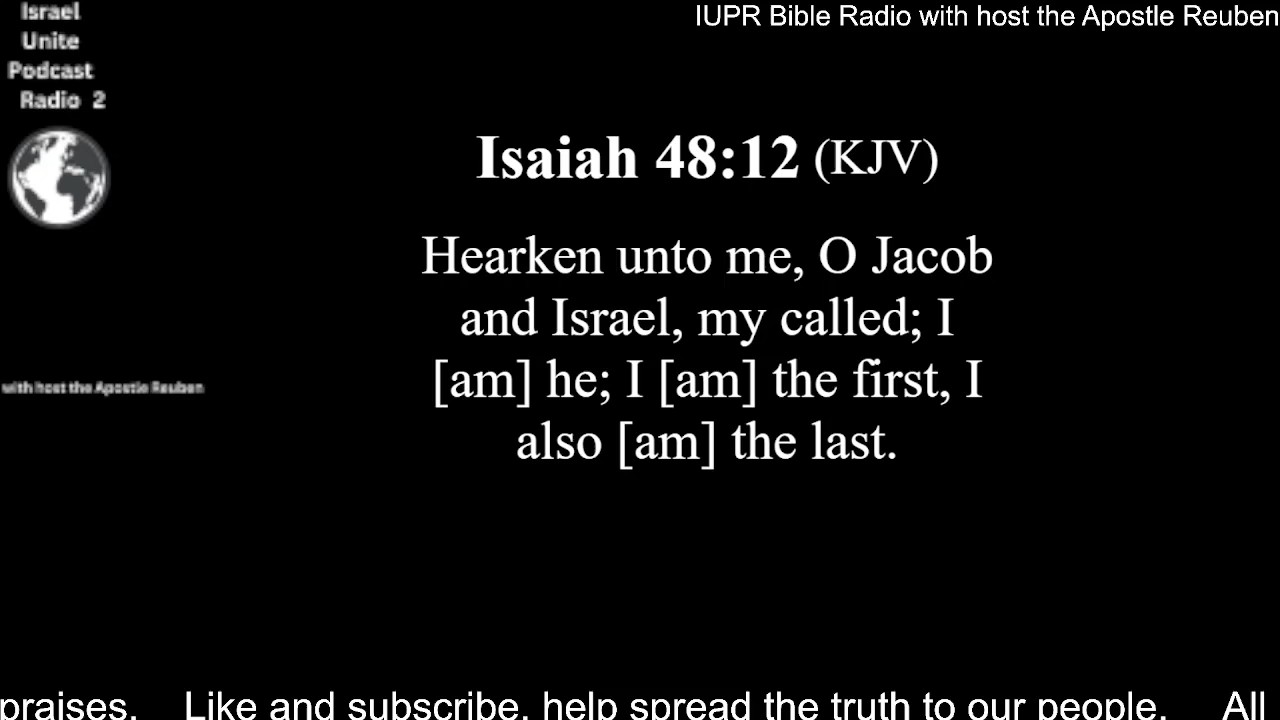 Israel
Unite
Podcast
Radio 2
IUPR Bible Radio with host the Apostle Reuben
Isaiah 48:12 (KJV)
Hearken unto me, O Jacob
and Israel, my called; I
[am] he; I [am] the first, I
also [am] the last.
with host the Apostle Reuben
praises. Like and subscribe, help spread the truth to our people. All